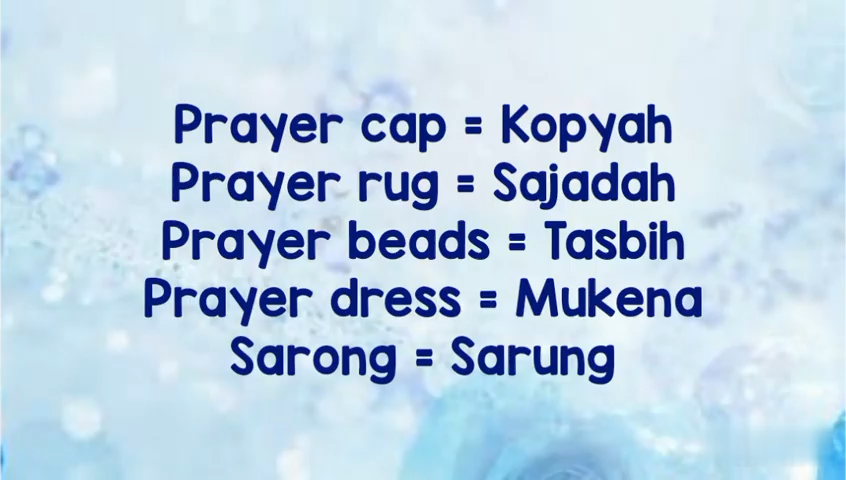 Prayer cap = Kopyah
Prayer rug = Sajadah
Prayer beads = Tasbih
Prayer dress = Mukena
Sarong = Sarung